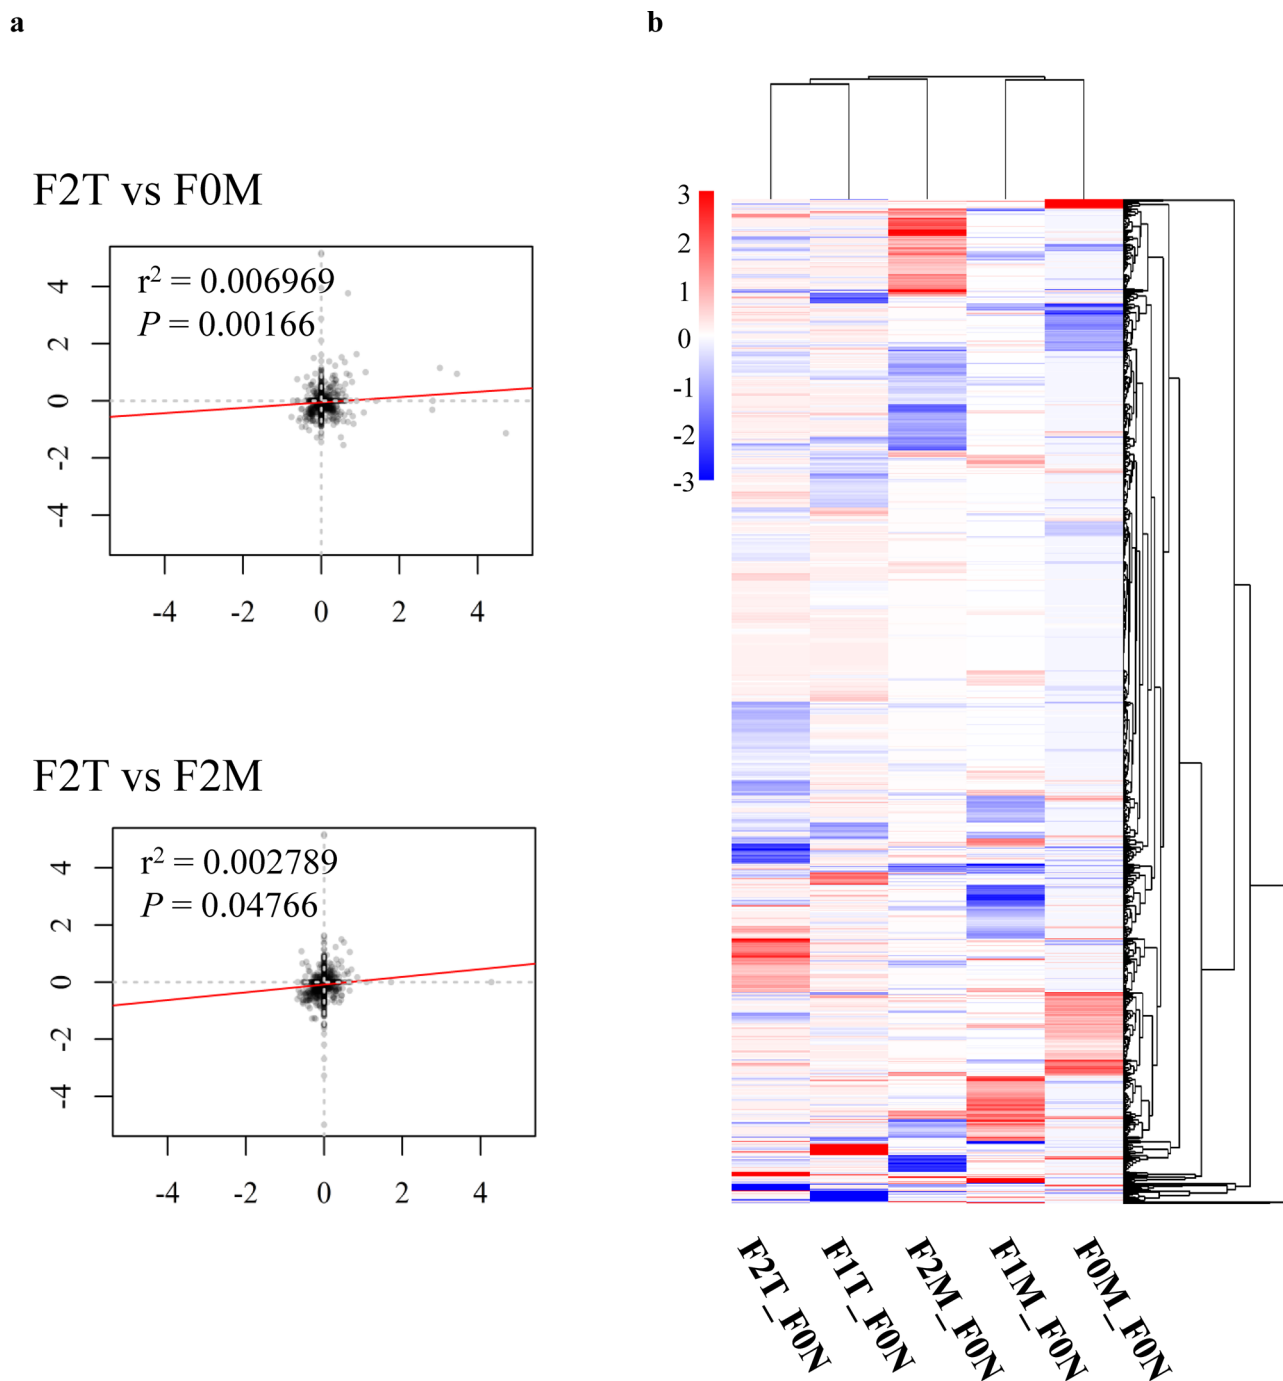 a
b
F2T vs F0M
r² = 0.006969
P = 0.00166
4
2
0
-2
-4
-4 -2 0 2 4
F2T vs F2M
r² = 0.002789
P = 0.04766
4
2
0
-2
-4
-4 -2 0 2 4
3
2
1
0
-1
-2
-3
F2T_F0N
F1T_F0N
F2M_F0N
F1M_F0N
F0M_F0N